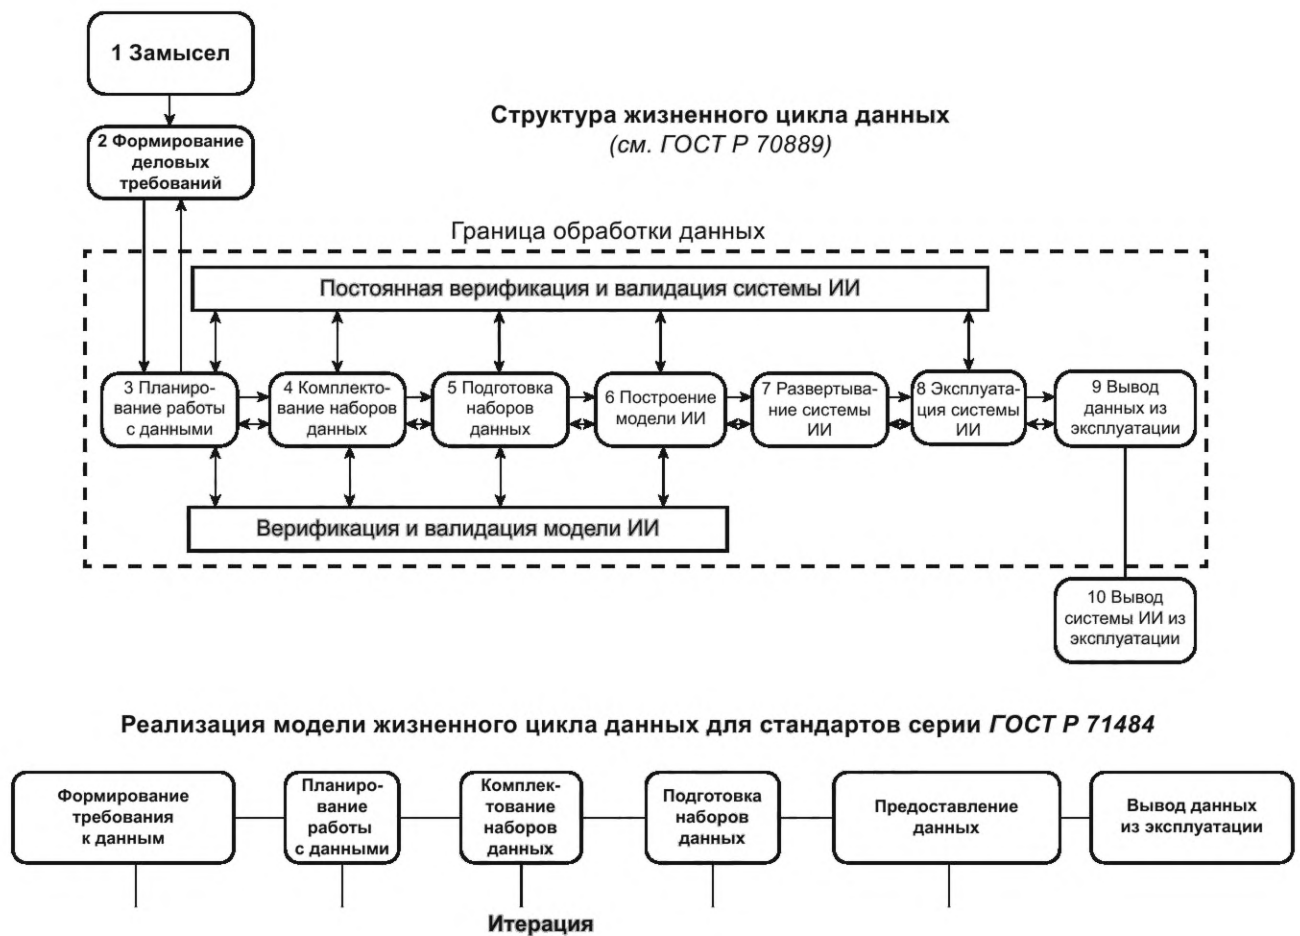 1 Замысел
2 Формирование
деловых
требований
Структура жизненного цикла данных
(см. ГОСТ Р 70889)
Граница обработки данных
Постоянная верификация и валидация системы ИИ
3 Планиро-
вание работы
с данными
4 Комплекто-
вание наборов
данных
5 Подготовка
наборов
данных
6 Построение
модели ИИ
7 Развертыва-
ние системы
ИИ
8 Эксплуата-
ция системы
ИИ
9 Вывод
данных из
эксплуатации
Верификация и валидация модели ИИ
10 Вывод
системы ИИ из
эксплуатации
Реализация модели жизненного цикла данных для стандартов серии ГОСТ Р 71484
Формирование
требования
к данным
Планиро-
вание
работы
с данными
Комплек-
тование
наборов
данных
Подготовка
наборов
данных
Предоставление
данных
Вывод данных
из эксплуатации
Итерация